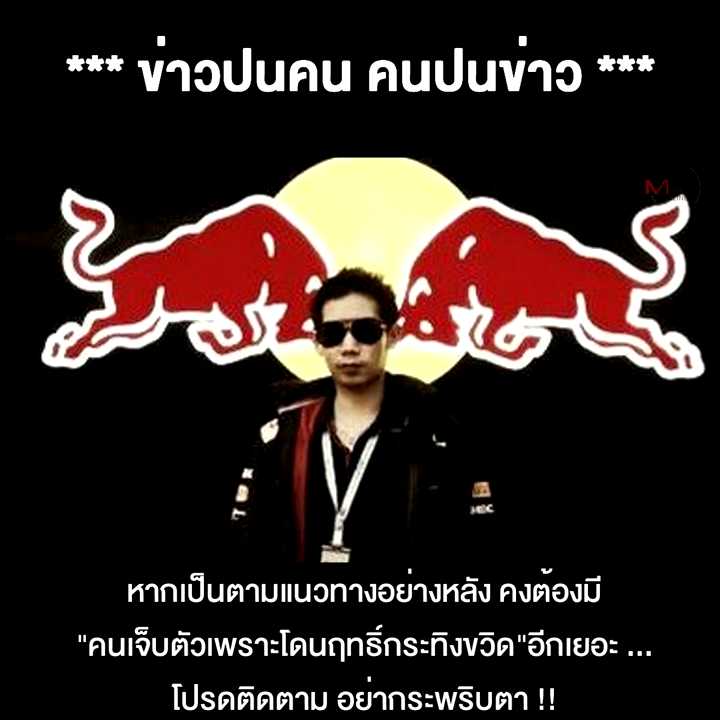 *** ข่าวปนคน คนปนข่าว ***
หากเป็นตามแนวทางอย่างหลัง คงต้องมี
"คนเจ็บตัวเพราะโดนฤทธิ์กระทิงขวิด"อีกเยอะ ...
โปรดติดตาม อย่ากระพริบตา !!